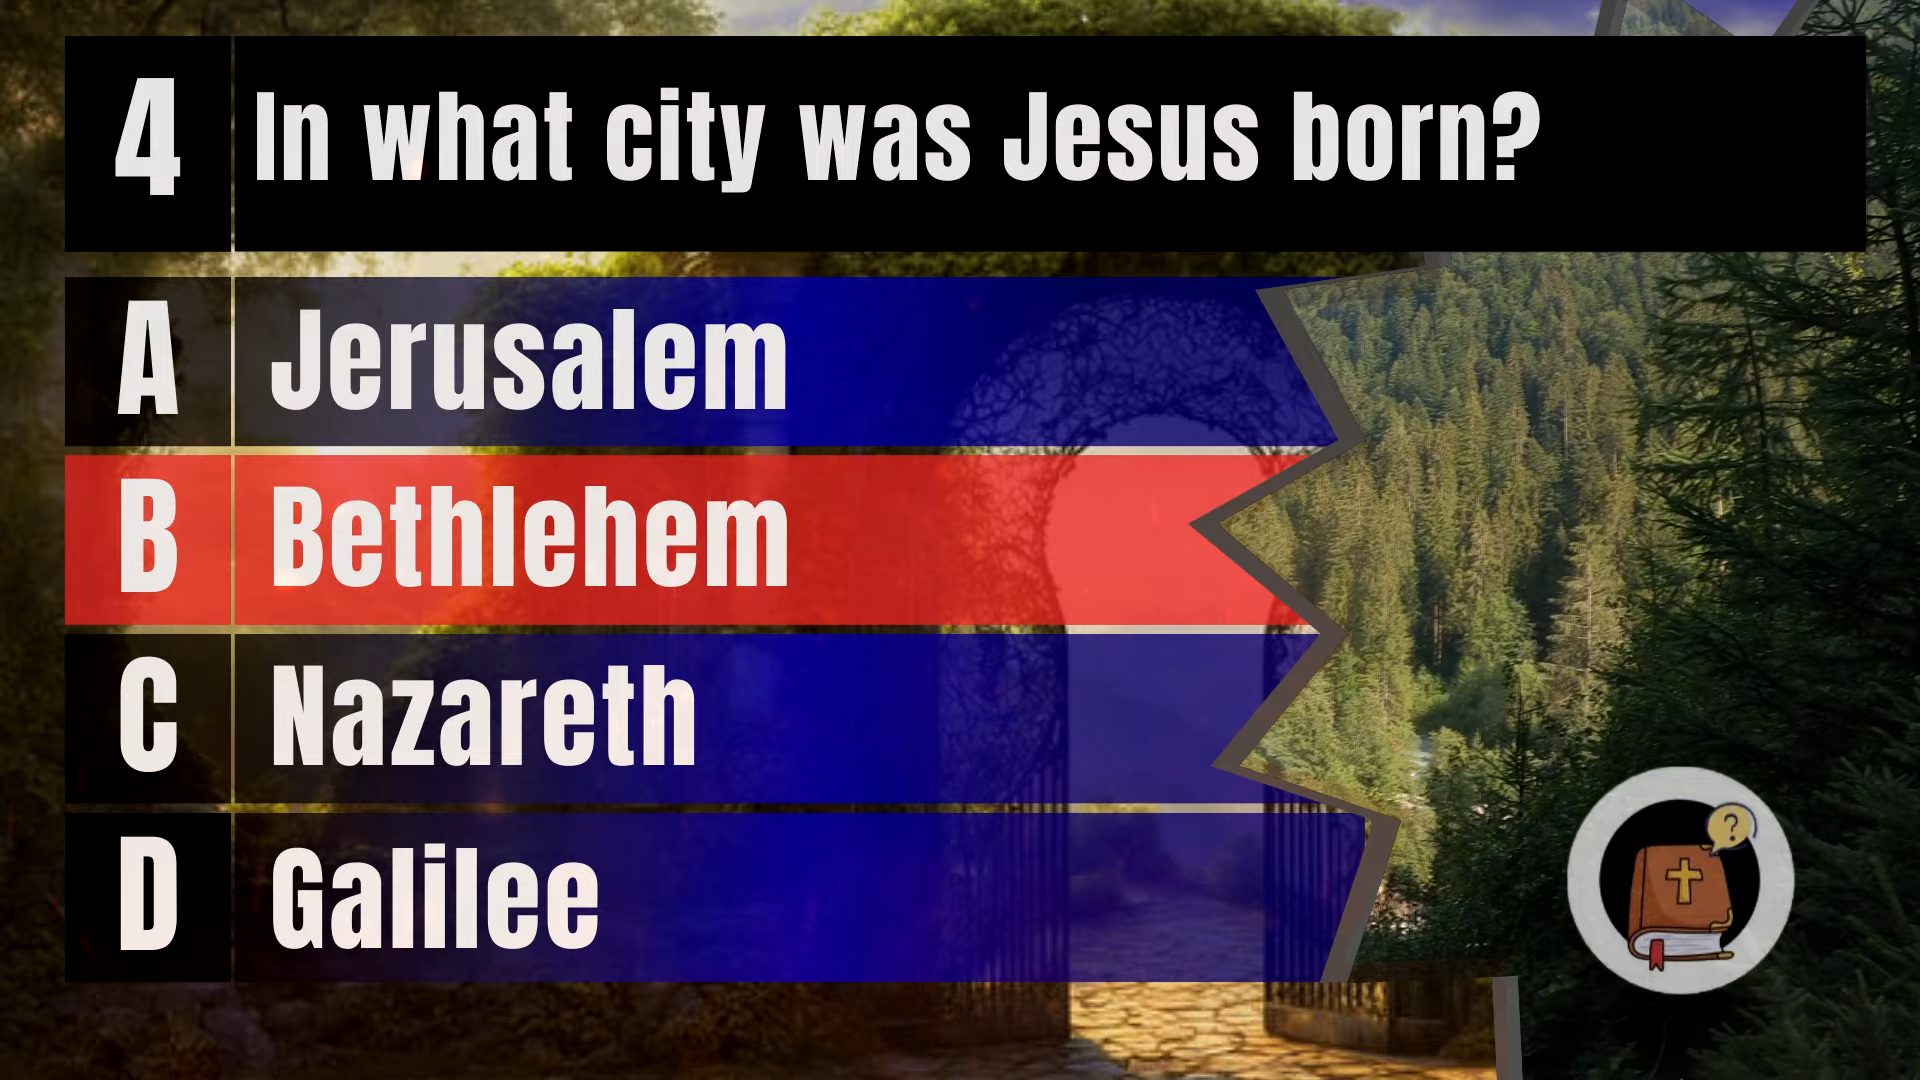 4 In what city was Jesus born?
A Jerusalem
B Bethlehem
C Nazareth
D Galilee
?